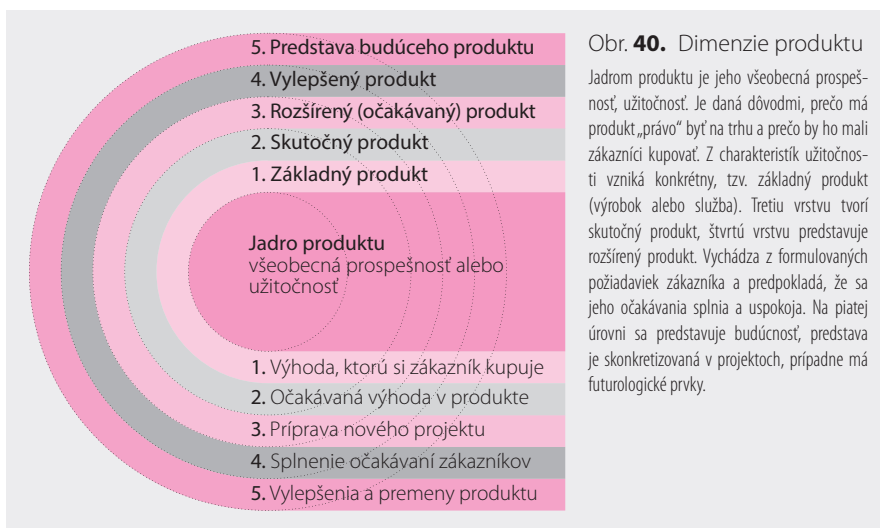 5. Predstava budúceho produktu
4. Vylepšený produkt
3. Rozšírený (očakávaný) produkt
2. Skutočný produkt
1. Základný produkt
Jadro produktu
všeobecná prospešnosť alebo
užitočnosť
1. Výhoda, ktorú si zákazník kupuje
2. Očakávaná výhoda v produkte
3. Príprava nového projektu
4. Splnenie očakávaní zákazníkov
5. Vylepšenia a premeny produktu
Obr. 40. Dimenzie produktu
Jadrom produktu je jeho všeobecná prospeš-
nosť, užitočnosť. Je daná dôvodmi, prečo má
produkt „právo“ byť na trhu a prečo by ho mali
zákazníci kupovať. Z charakteristík užitočnos-
ti vzniká konkrétny, tzv. základný produkt
(výrobok alebo služba). Tretiu vrstvu tvorí
skutočný produkt, štvrtú vrstvu predstavuje
rozšírený produkt. Vychádza z formulovaných
požiadaviek zákazníka a predpokladá, že sa
jeho očakávania splnia a uspokoja. Na piatej
úrovni sa predstavuje budúcnosť, predstava
je skonkretizovaná v projektoch, prípadne má
futurologické prvky.